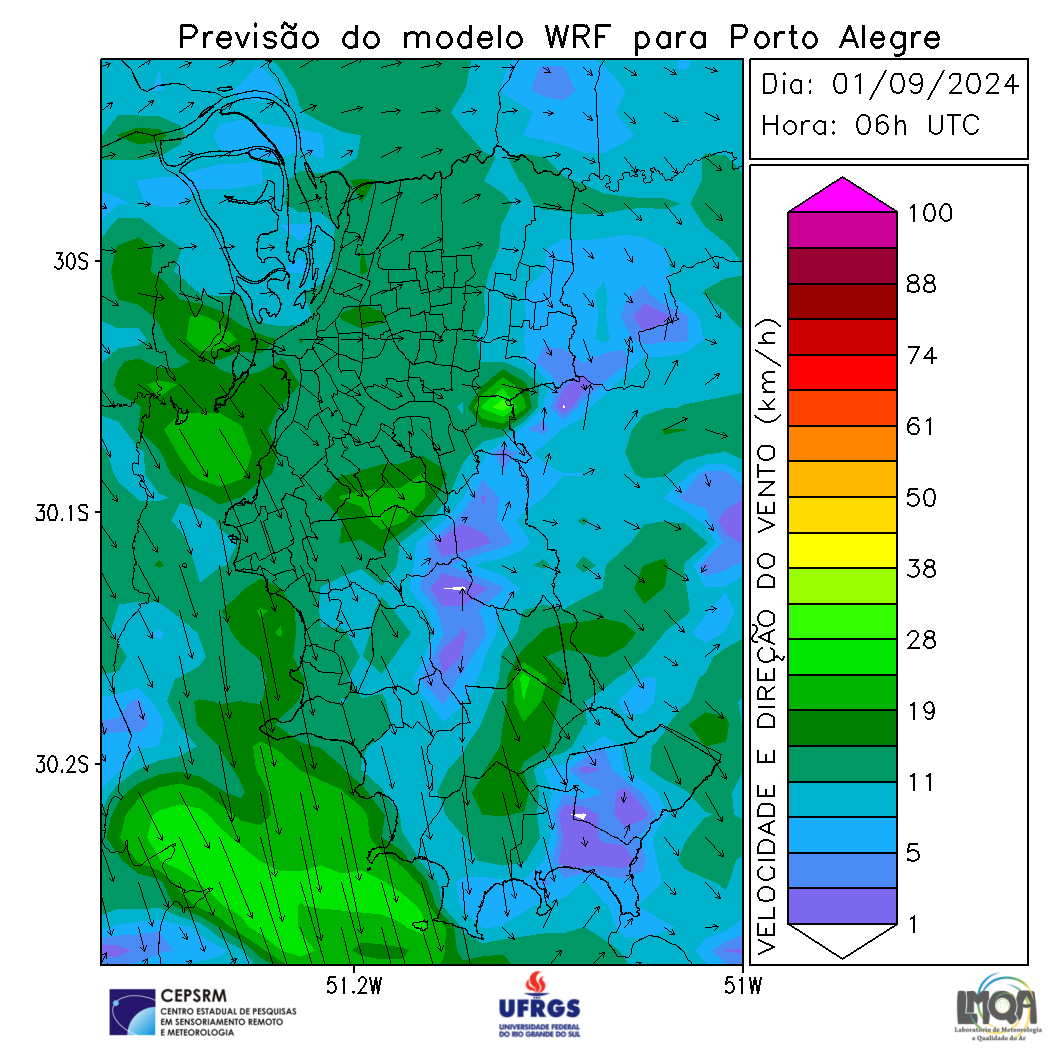 Previsão do modelo WRF para Porto Alegre
Dia: 01/09/2024
Hora: 06h UTC
30S
30.1S
30.2S
51.2W
51W
VELOCIDADE E DIREÇÃO DO VENTO (km/h)
100
88
74
61
50
38
28
19
11
5
1
CEPSRM
CENTRO ESTADUAL DE PESQUISAS
EM SENSORIAMENTO REMOTO
E METEOROLOGIA
UFRGS
UNIVERSIDADE FEDERAL
DO RIO GRANDE DO SUL
LMQA
Laboratório de Meteorologia
e Qualidade do Ar